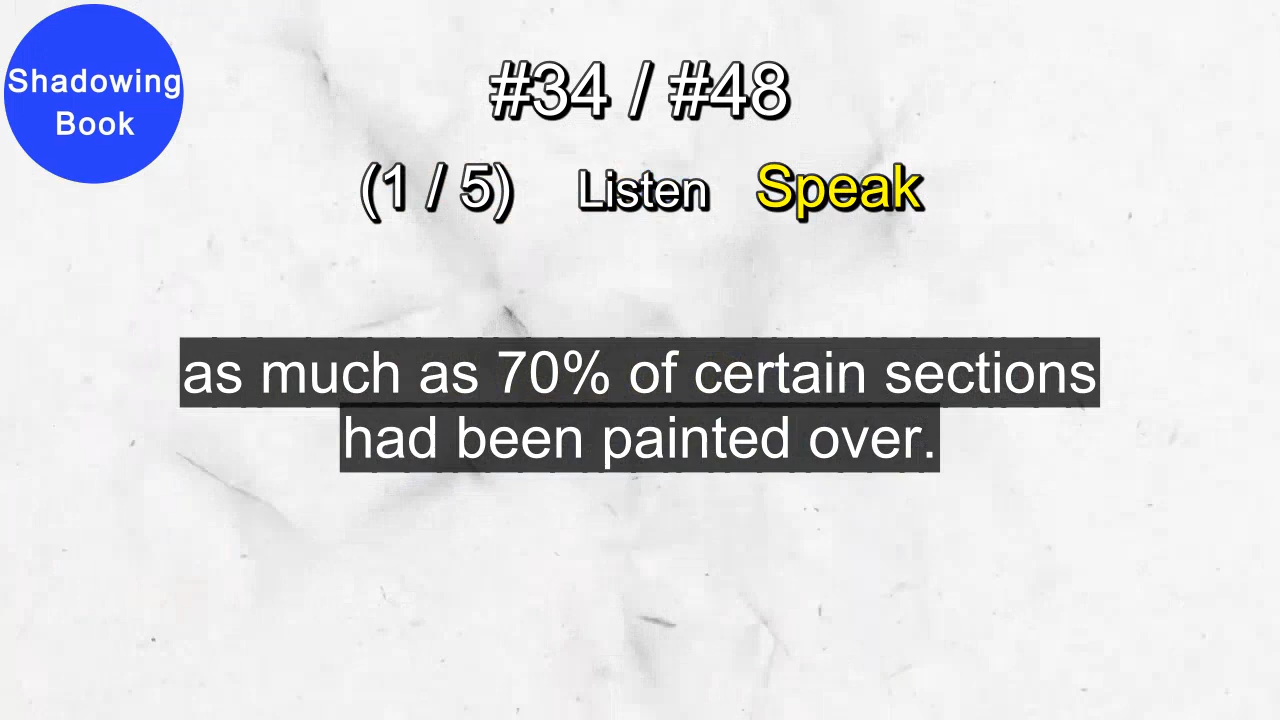 Shadowing
Book
#34 / #48
(1 / 5) Listen Speak
as much as 70% of certain sections
had been painted over.